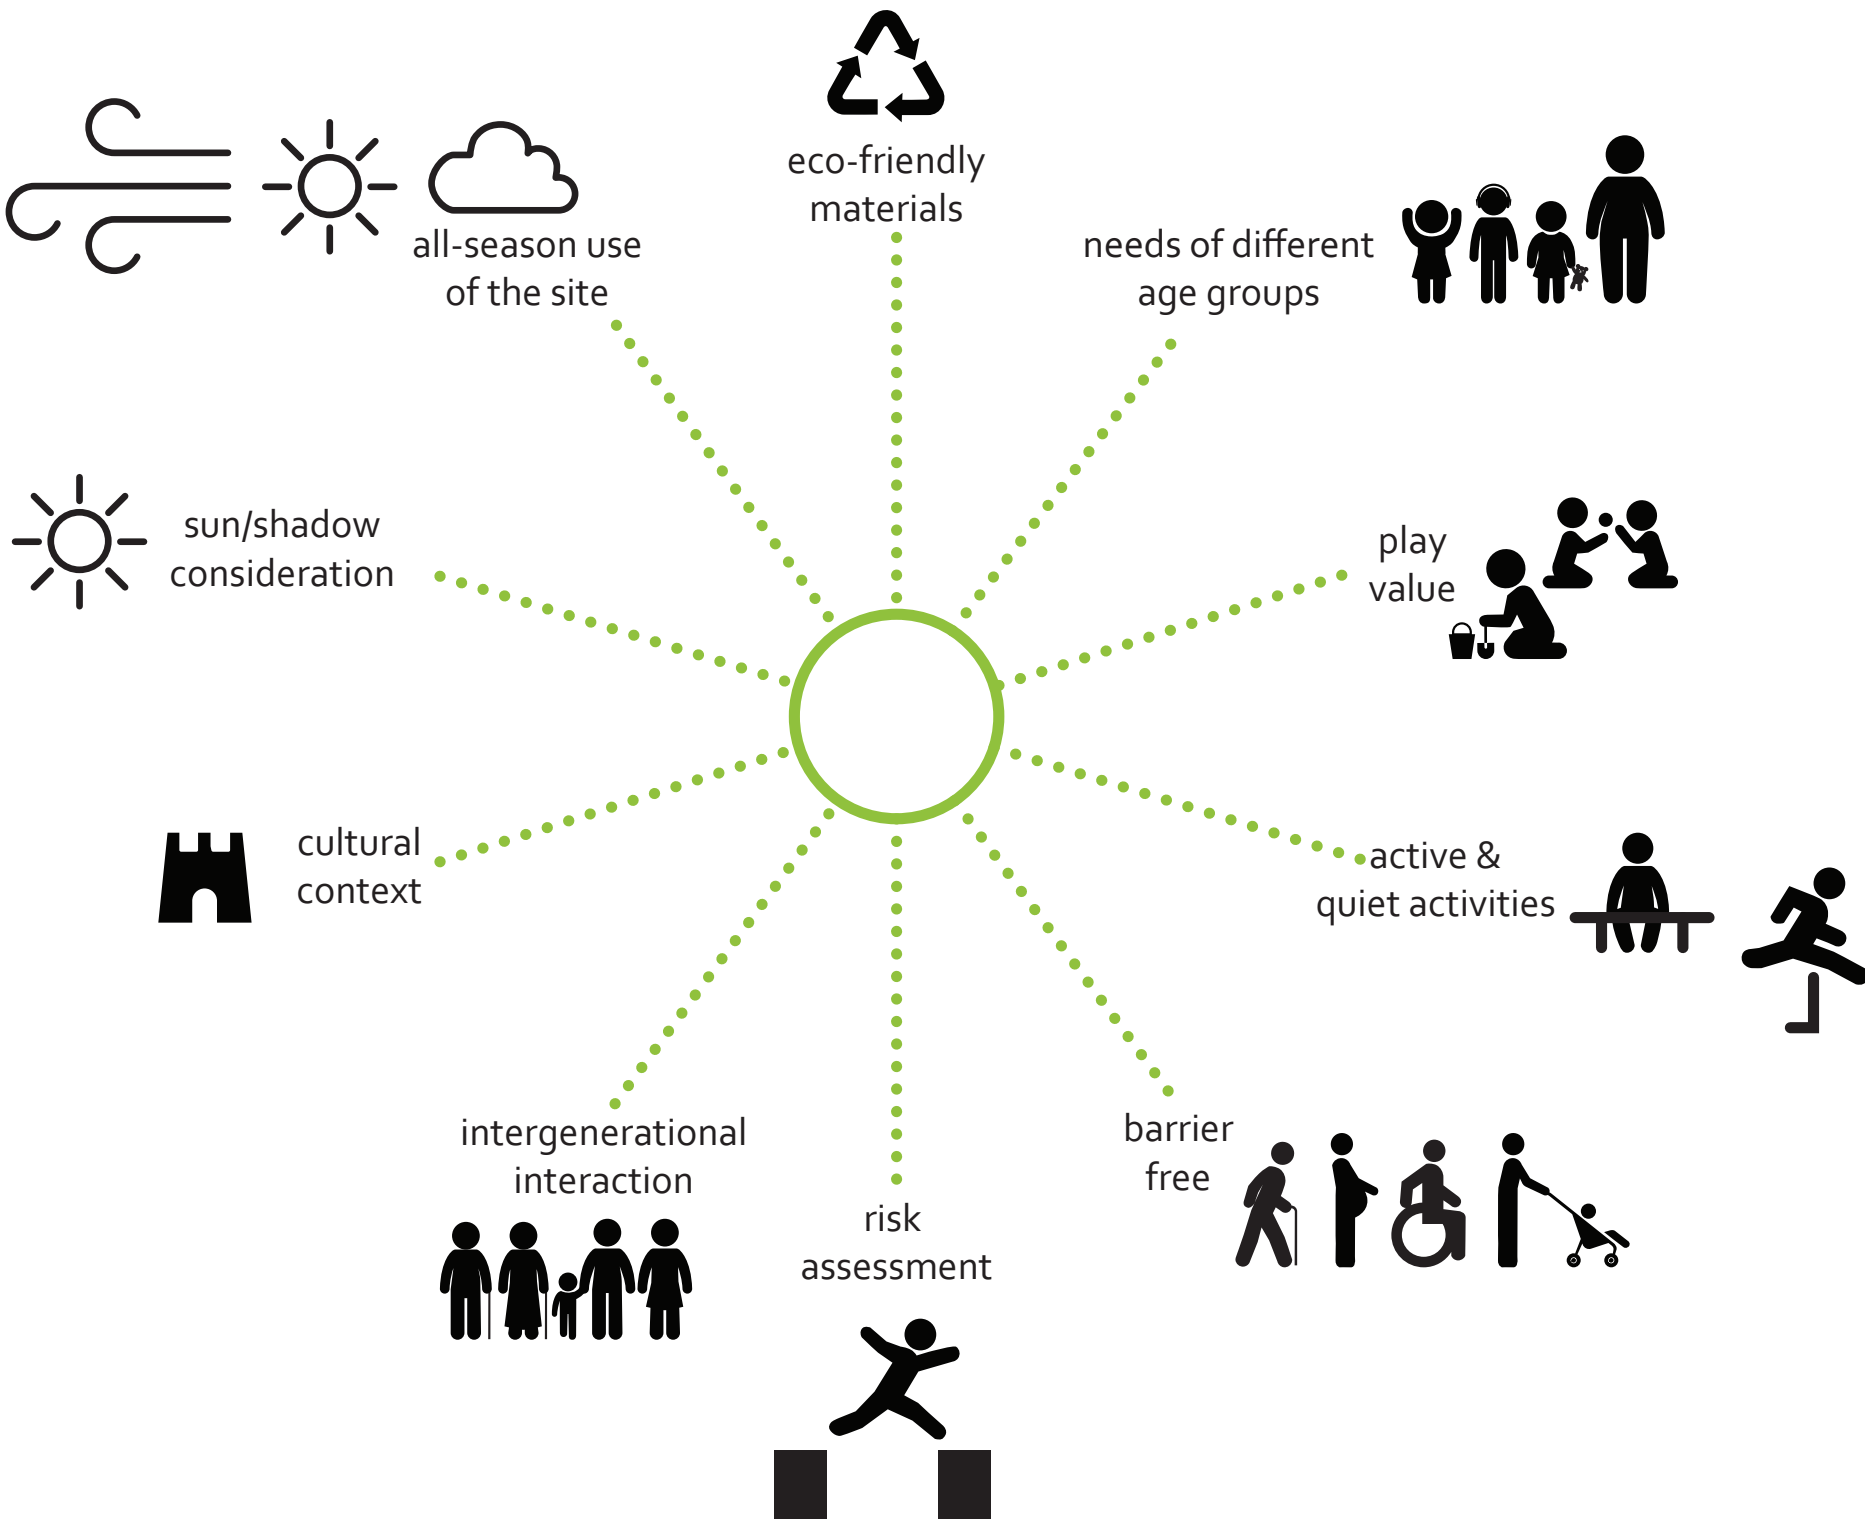 eco-friendly
materials
all-season use
of the site
needs of different
age groups
sun/shadow
consideration
play
value
cultural
context
active &
quiet activities
intergenerational
interaction
barrier
free
risk
assessment